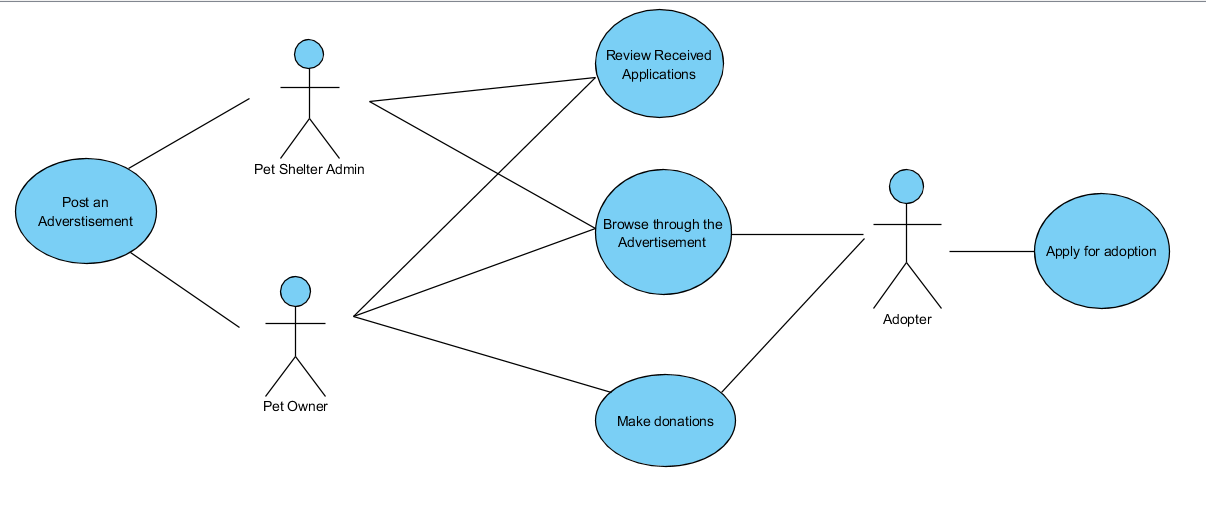 Review Received
Applications
Pet Shelter Admin
Post an
Adverstisement
Browse through the
Advertisement
Apply for adoption
Adopter
Pet Owner
Make donations